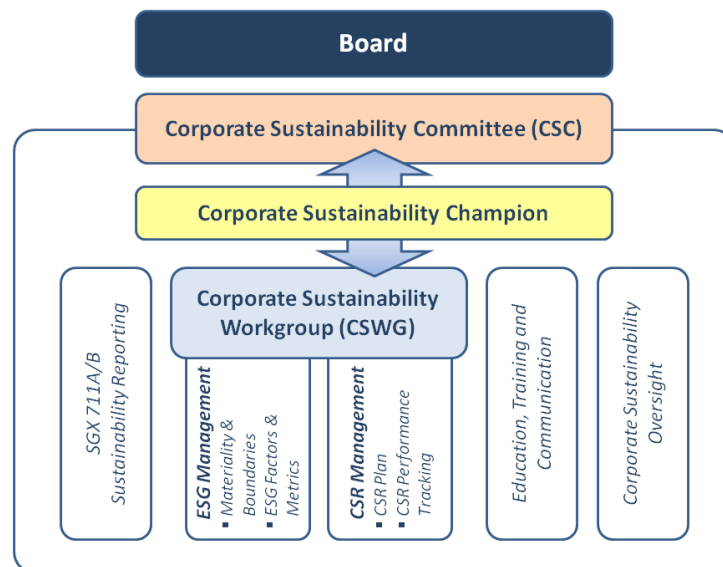 Board
Corporate Sustainability Committee (CSC)
Corporate Sustainability Champion
Corporate Sustainability
Workgroup (CSWG)
SGX 711A/B
Sustainability Reporting
ESG Management
▪ Materiality &
Boundaries
▪ ESG Factors &
Metrics
CSR Management
▪ CSR Plan
▪ CSR Performance
Tracking
Education, Training and
Communication
Corporate Sustainability
Oversight